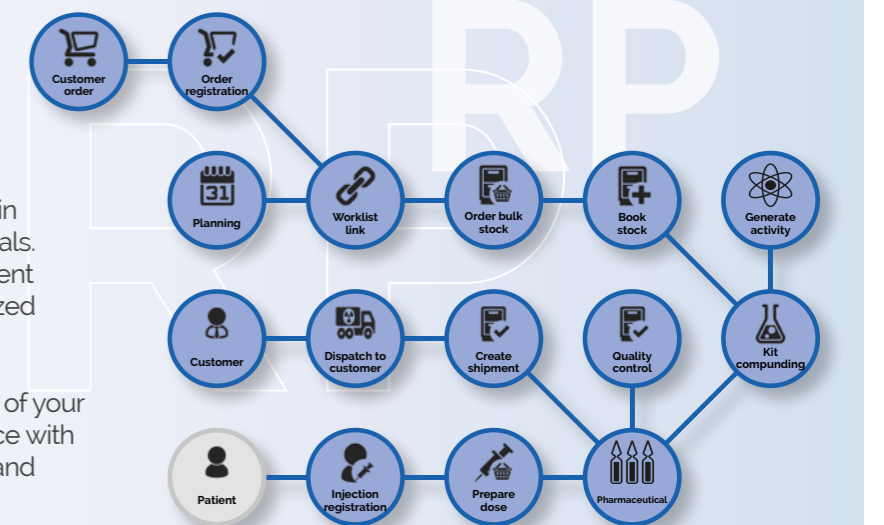 RP
RP
Customer
order
Order
registration
31
Planning
Worklist
link
Order bulk
stock
Book
stock
Generate
activity
in
als.
ent
zed
Customer
Dispatch to
customer
Create
shipment
Quality
control
Kit
compunding
of your
ce with
and
Patient
Injection
registration
Prepare
dose
Pharmaceutical